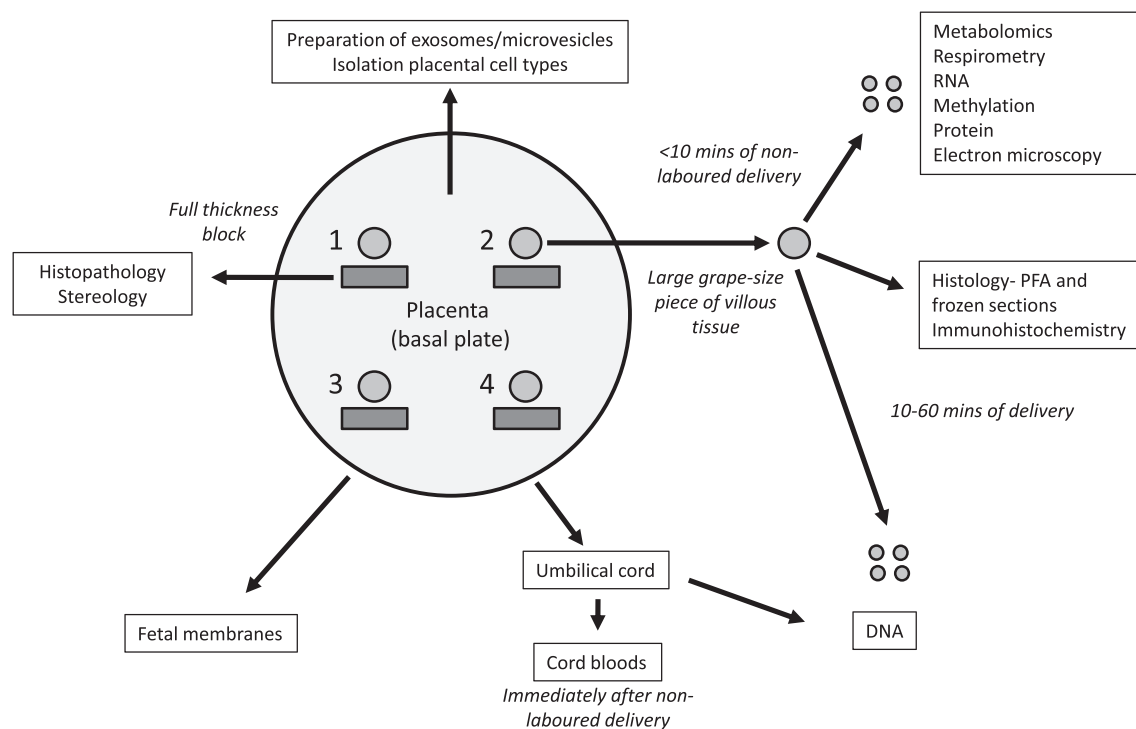 Preparation of exosomes/microvesicles
Isolation placental cell types
Metabolomics
Respirometry
RNA
Methylation
Protein
Electron microscopy
<10 mins of non-
laboured delivery
Full thickness
block
1
2
Histopathology
Stereology
Large grape-size
piece of villous
tissue
Histology- PFA and
frozen sections
Immunohistochemistry
Placenta
(basal plate)
3
4
10-60 mins of delivery
Umbilical cord
Fetal membranes
DNA
Cord bloods
Immediately after non-
laboured delivery